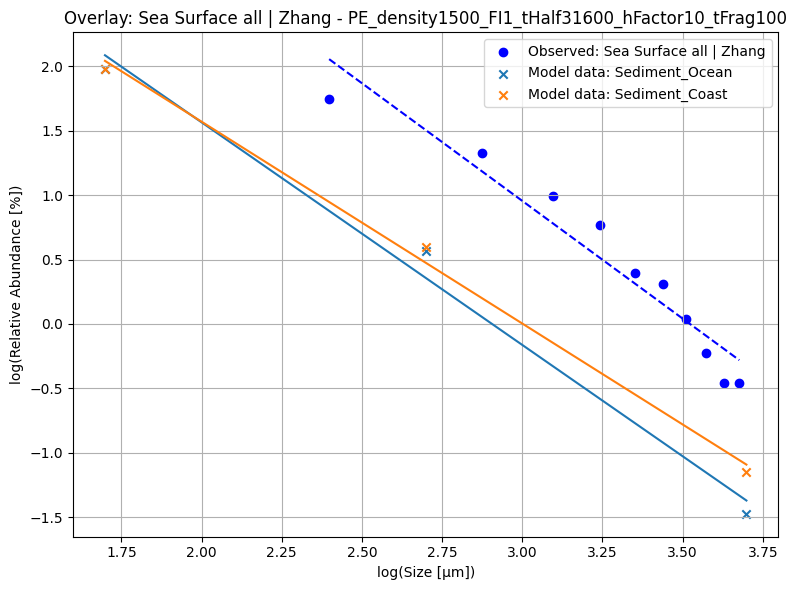 Overlay: Sea Surface all | Zhang - PE_density1500_FI1_tHalf31600_hFactor10_tFrag100
Observed: Sea Surface all | Zhang
Model data: Sediment_Ocean
Model data: Sediment_Coast
log(Relative Abundance [%])
2.0
1.5
1.0
0.5
0.0
−0.5
−1.0
−1.5
1.75 2.00 2.25 2.50 2.75 3.00 3.25 3.50 3.75
log(Size [μm])